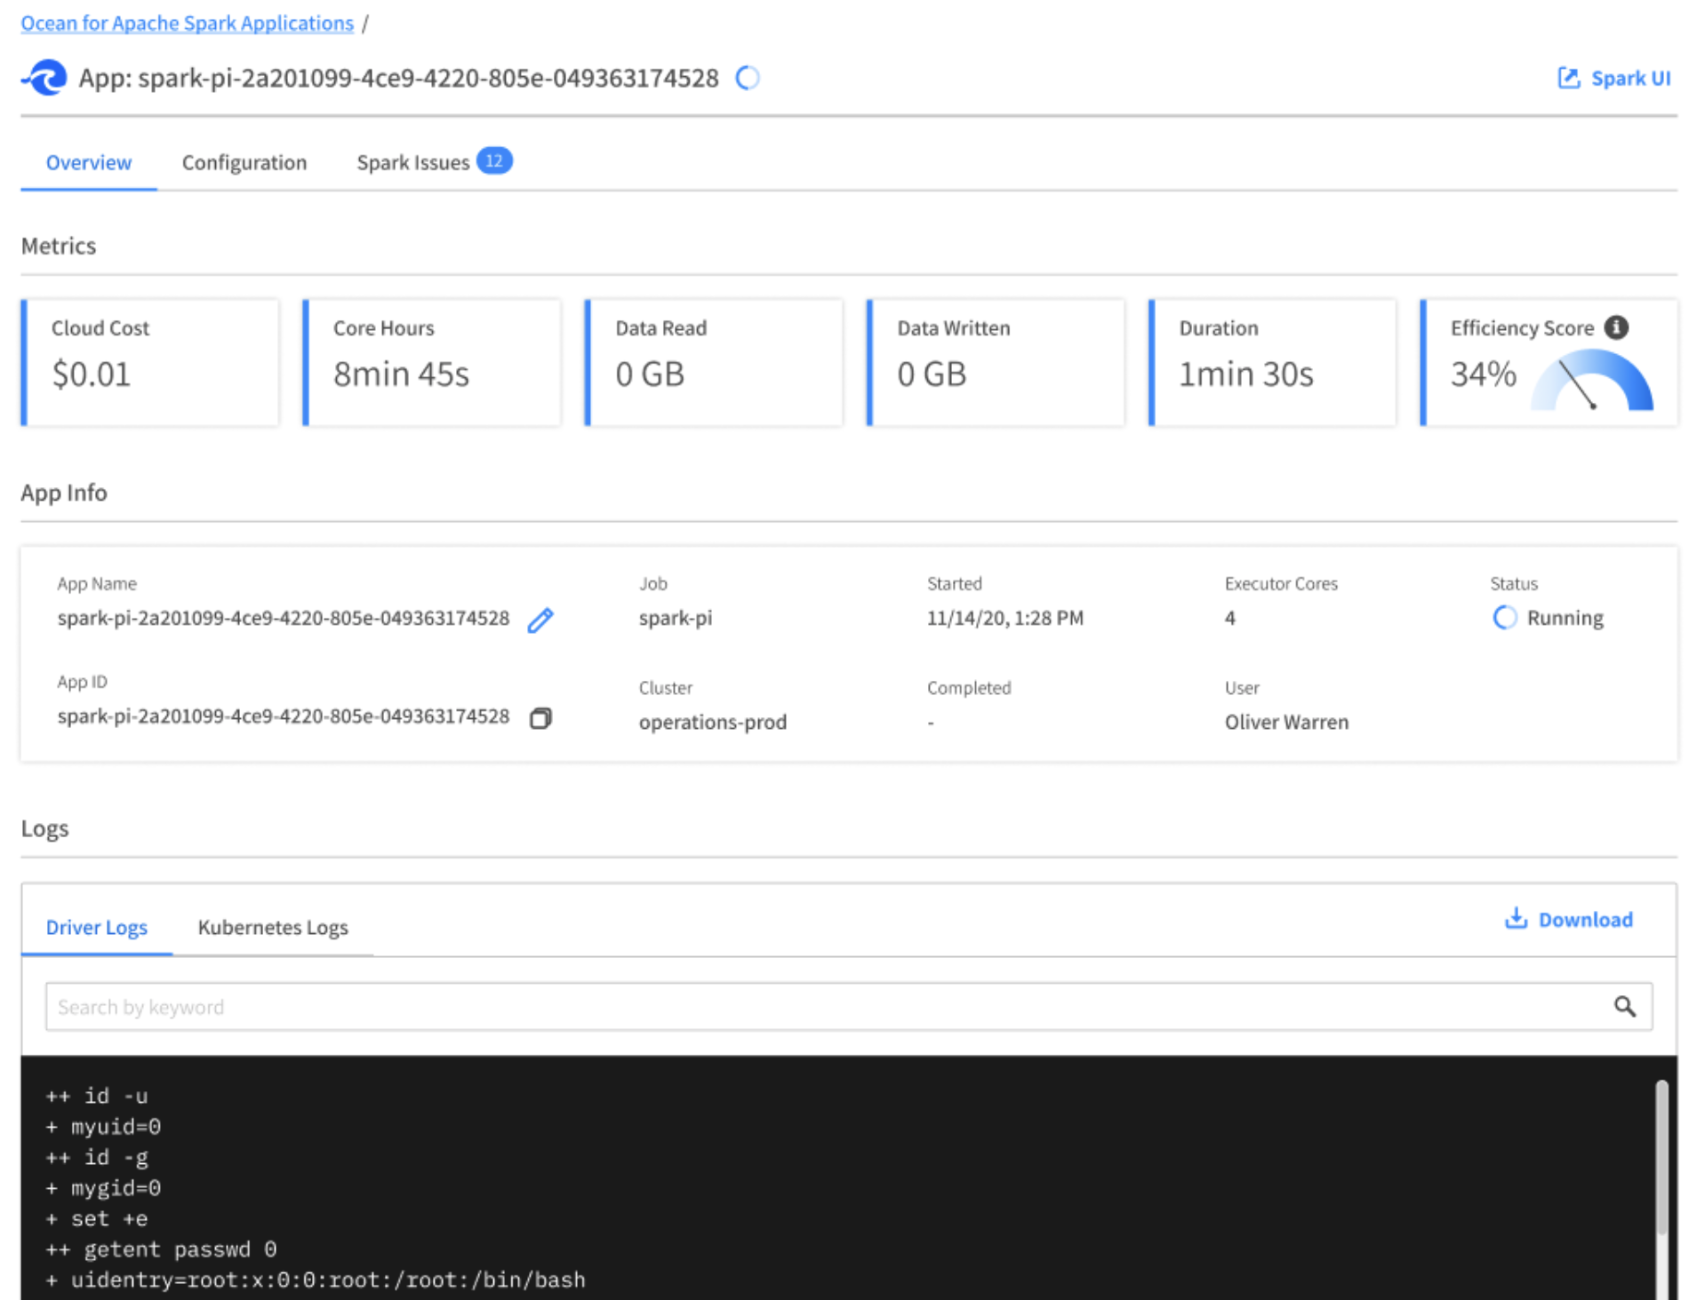 Ocean for Apache Spark Applications /
App: spark-pi-2a201099-4ce9-4220-805e-049363174528
Spark UI
Overview Configuration Spark Issues 12
Metrics
Cloud Cost Core Hours Data Read Data Written Duration Efficiency Score
$0.01 8min 45s 0 GB 0 GB 1min 30s 34%
App Info
App Name Job Started Executor Cores Status
spark-pi-2a201099-4ce9-4220-805e-049363174528 spark-pi 11/14/20, 1:28 PM 4 Running
App ID Cluster Completed User
spark-pi-2a201099-4ce9-4220-805e-049363174528 operations-prod - Oliver Warren
Logs
Driver Logs Kubernetes Logs Download
Search by keyword
++ id -u
+ myuid=0
++ id -g
+ mygid=0
+ set +e
++ getent passwd 0
+ uidentry=root:x:0:0:root:/root:/bin/bash